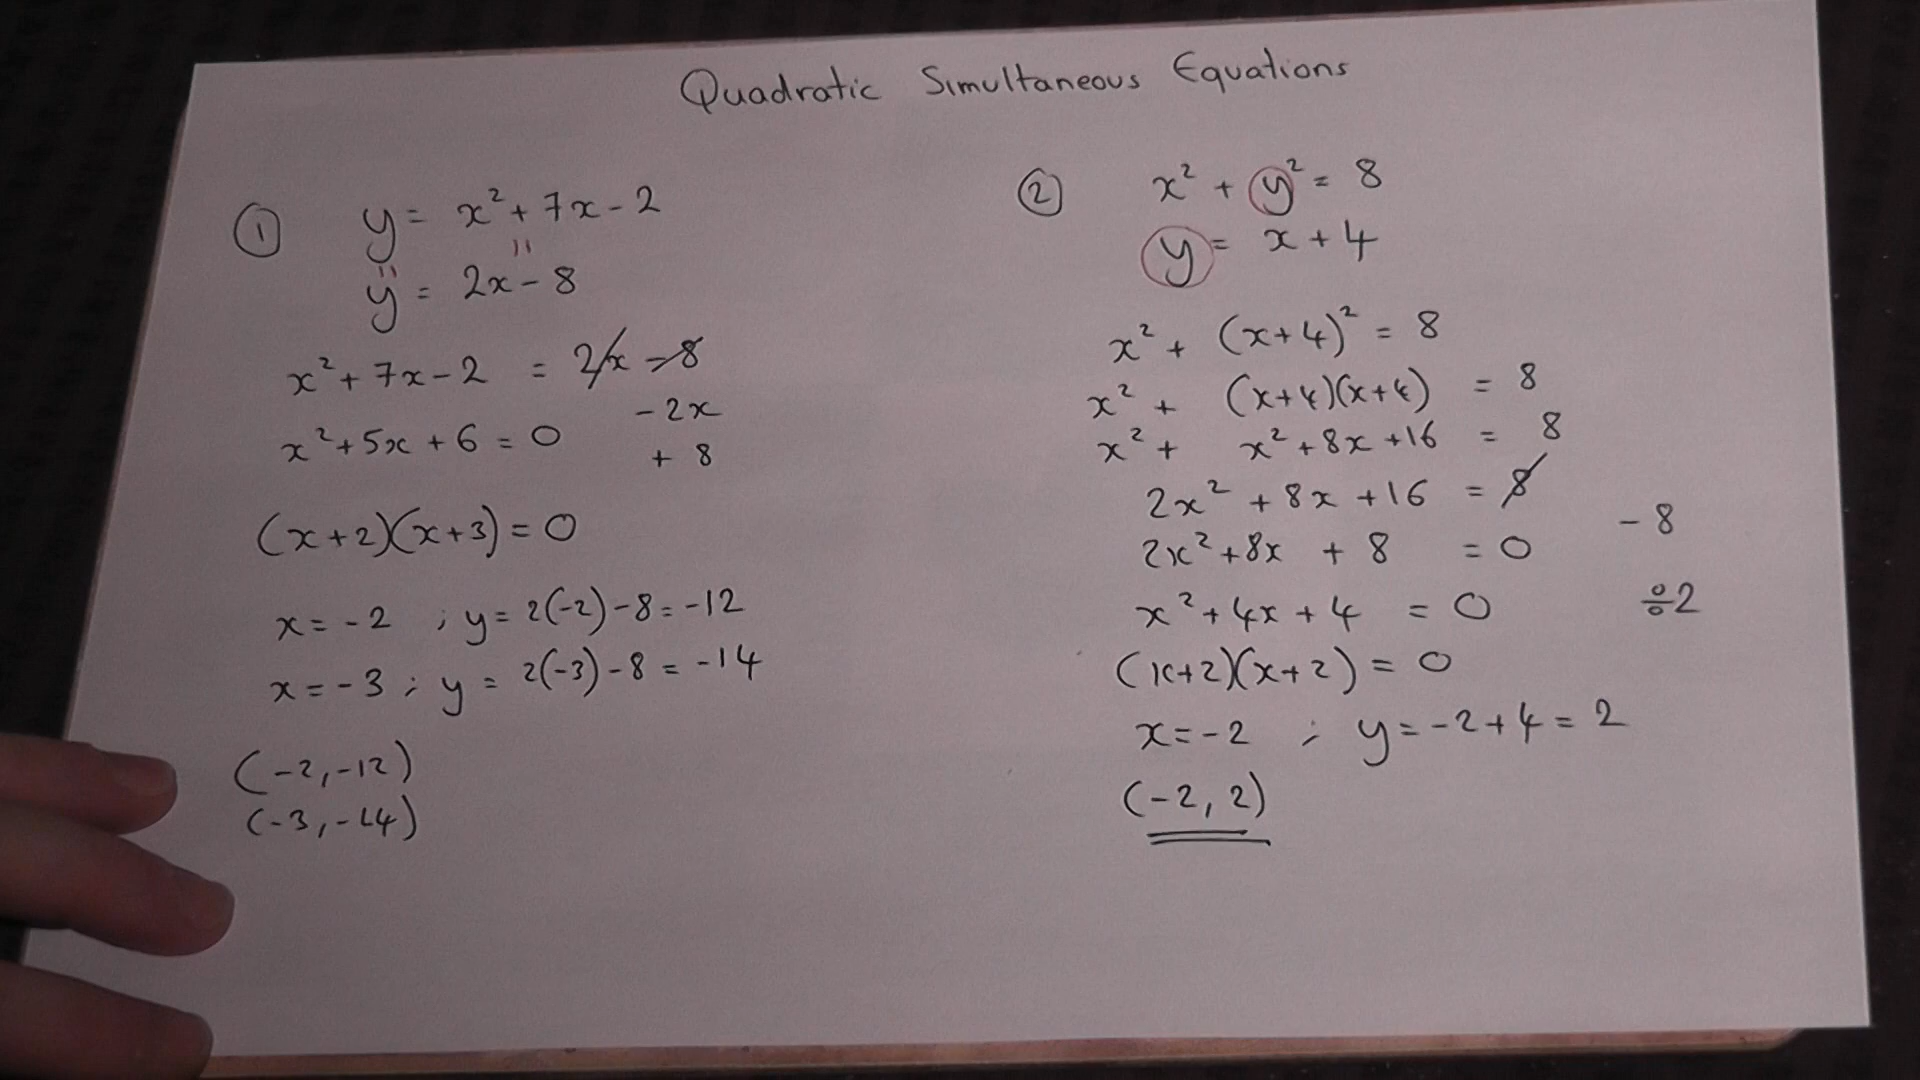 Quadratic Simultaneous Equations
①
y = x² + 7x - 2
"
"
y = 2x - 8
x² + 7x - 2 = 2x - 8
- 2x
x² + 5x + 6 = 0
+ 8
(x+2)(x+3) = 0
x = -2 ; y = 2(-2) - 8 = -12
x = -3 ; y = 2(-3) - 8 = -14
(-2, -12)
(-3, -14)
②
x² + y² = 8
y = x + 4
x² + (x+4)² = 8
x² + (x+4)(x+4) = 8
x² + x² + 8x + 16 = 8
2x² + 8x + 16 = 8
- 8
2x² + 8x + 8 = 0
x² + 4x + 4 = 0 ÷2
(x+2)(x+2) = 0
x = -2 ; y = -2 + 4 = 2
(-2, 2)